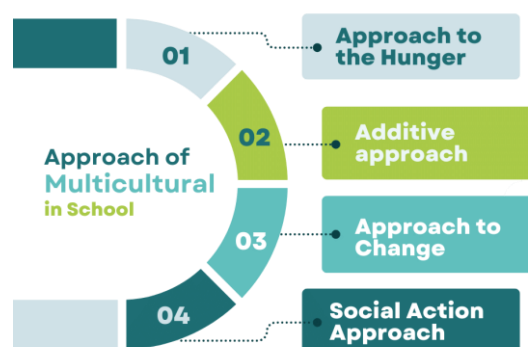 01
Approach to
the Hunger
02
Additive
approach
Approach of
Multicultural
in School
03
Approach to
Change
04
Social Action
Approach